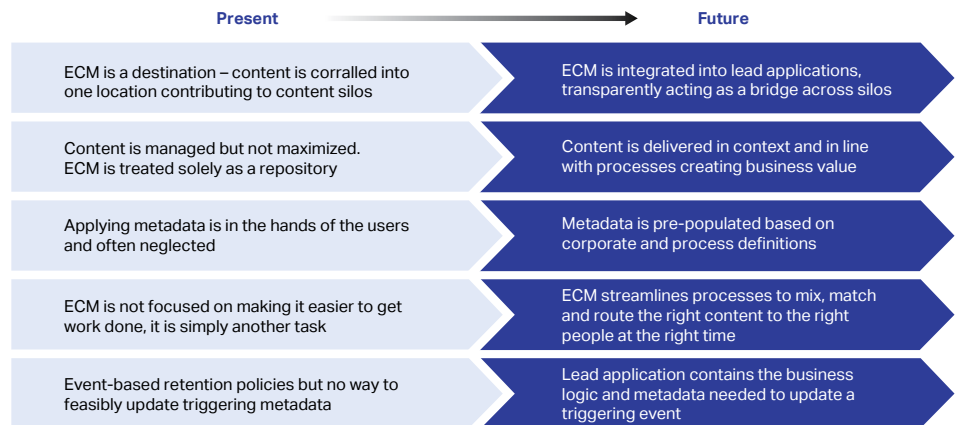 Present
Future
ECM is a destination – content is corralled into
one location contributing to content silos
ECM is integrated into lead applications,
transparently acting as a bridge across silos
Content is managed but not maximized.
ECM is treated solely as a repository
Content is delivered in context and in line
with processes creating business value
Applying metadata is in the hands of the users
and often neglected
Metadata is pre-populated based on
corporate and process definitions
ECM is not focused on making it easier to get
work done, it is simply another task
ECM streamlines processes to mix, match
and route the right content to the right
people at the right time
Event-based retention policies but no way to
feasibly update triggering metadata
Lead application contains the business
logic and metadata needed to update a
triggering event